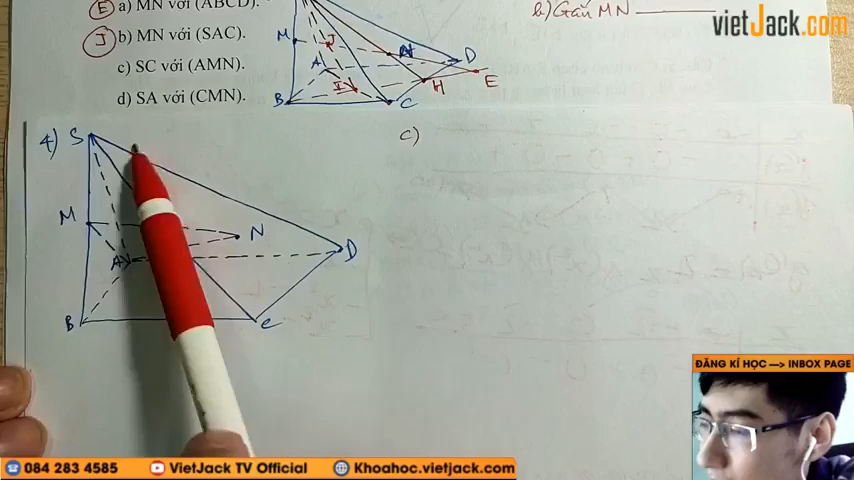 E a) MN với (ABCD).
J b) MN với (SAC).
c) SC với (AMN).
d) SA với (CMN).
M
J
N
D
A
I
H
E
B
C
b) Gắn MN
vietJack.com
4) S
c)
M
N
A
D
B
C
ĐĂNG KÍ HỌC —> INBOX PAGE
084 283 4585
VietJack TV Official
Khoahoc.vietjack.com